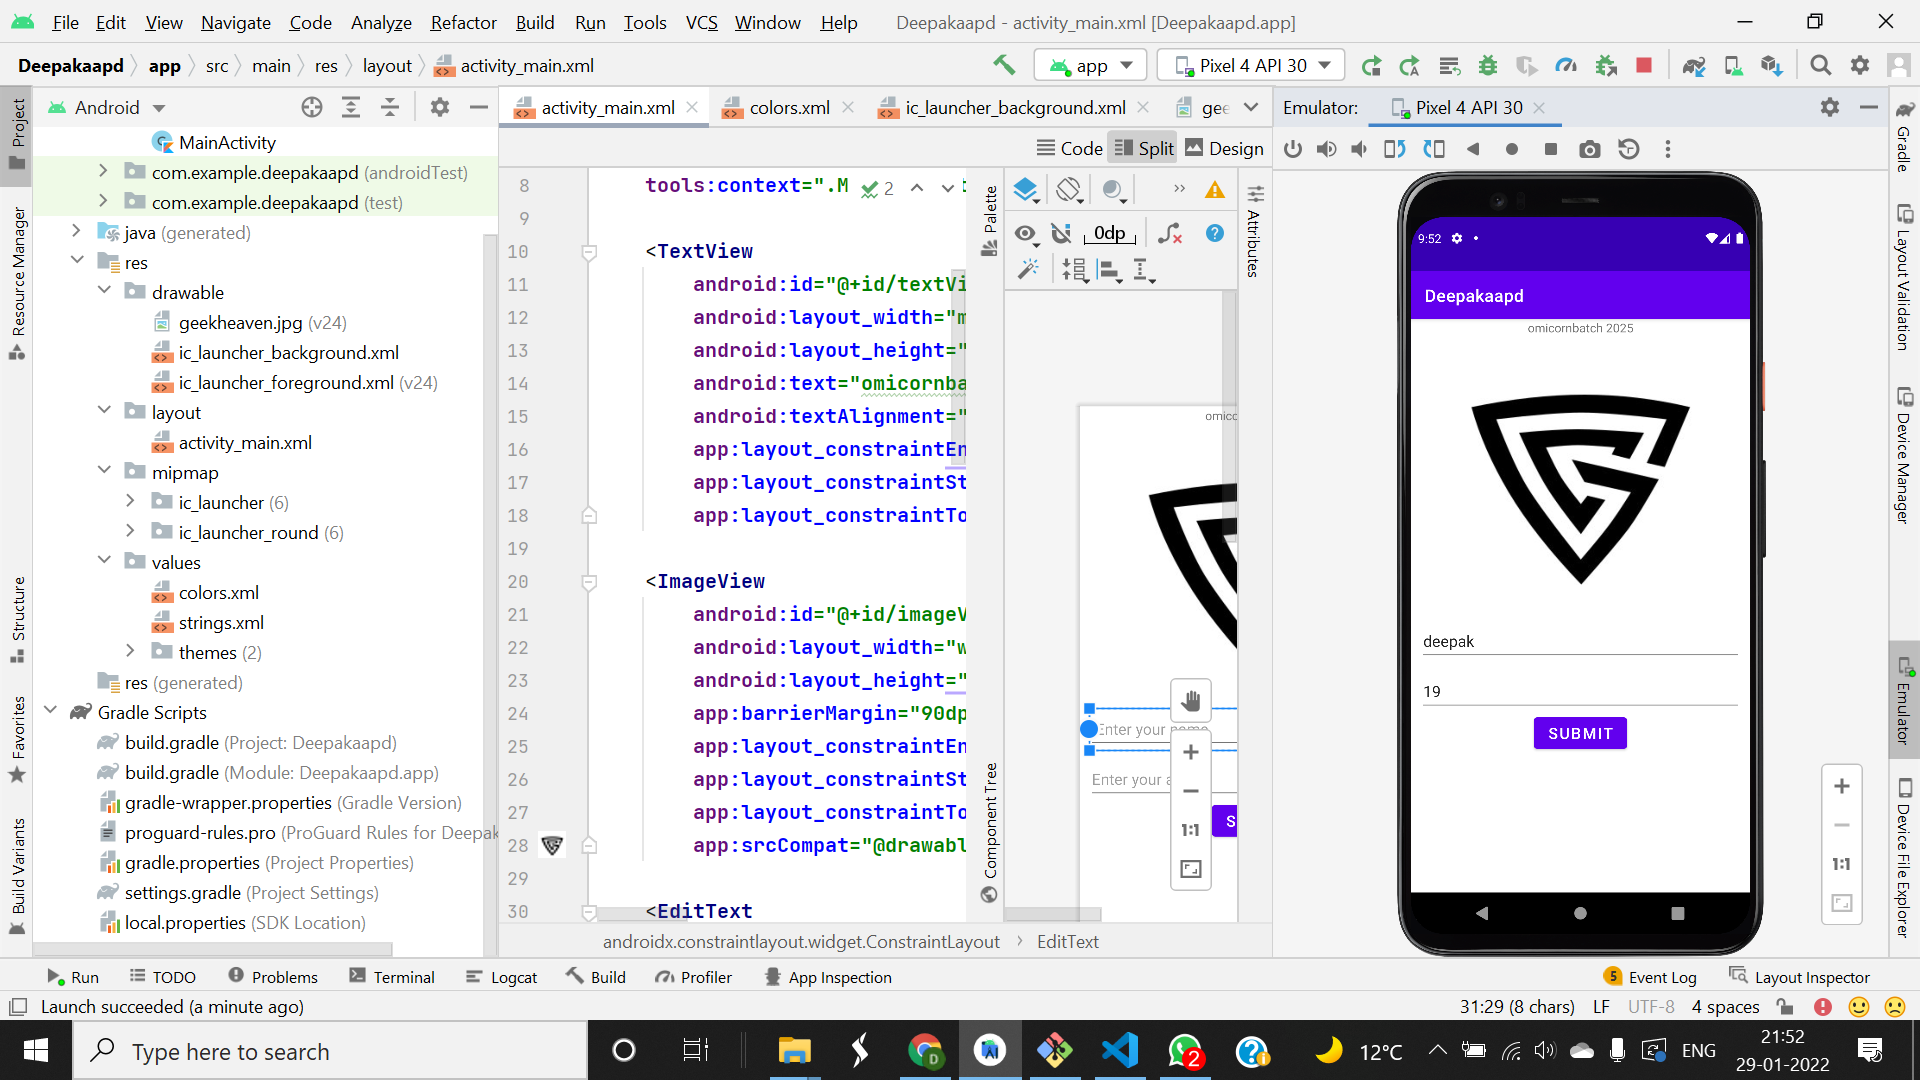 File Edit View Navigate Code Analyze Refactor Build Run Tools VCS Window Help Deepakaapd - activity_main.xml [Deepakaapd.app]
Deepakaapd app src main res layout activity_main.xml app Pixel 4 API 30
Android
MainActivity
com.example.deepakaapd (androidTest)
com.example.deepakaapd (test)
java (generated)
res
drawable
geekheaven.jpg (v24)
ic_launcher_background.xml
ic_launcher_foreground.xml (v24)
layout
activity_main.xml
mipmap
ic_launcher (6)
ic_launcher_round (6)
values
colors.xml
strings.xml
themes (2)
res (generated)
Gradle Scripts
build.gradle (Project: Deepakaapd)
build.gradle (Module: Deepakaapd.app)
gradle-wrapper.properties (Gradle Version)
proguard-rules.pro (ProGuard Rules for Deepak
gradle.properties (Project Properties)
settings.gradle (Project Settings)
local.properties (SDK Location)
Project
Resource Manager
Structure
Favorites
Build Variants
activity_main.xml colors.xml ic_launcher_background.xml gee
Code Split Design
8 tools:context=".M 2
9
10 <TextView
11 android:id="@+id/textVi
12 android:layout_width="m
13 android:layout_height="
14 android:text="omicornba
15 android:textAlignment="
16 app:layout_constraintEn
17 app:layout_constraintSt
18 app:layout_constraintTo
19
20 <ImageView
21 android:id="@+id/imageV
22 android:layout_width="w
23 android:layout_height="
24 app:barrierMargin="90dp
25 app:layout_constraintEn
26 app:layout_constraintSt
27 app:layout_constraintTo
28 app:srcCompat="@drawabl
29
30 <EditText
androidx.constraintlayout.widget.ConstraintLayout EditText
Palette
Component Tree
0dp
Attributes
omico
Enter your name
Enter your a
S
1:1
Emulator: Pixel 4 API 30
9:52
Deepakaapd
omicornbatch 2025
deepak
19
SUBMIT
1:1
Gradle
Layout Validation
Device Manager
Emulator
Device File Explorer
Run TODO Problems Terminal Logcat Build Profiler App Inspection 5 Event Log Layout Inspector
Launch succeeded (a minute ago) 31:29 (8 chars) LF UTF-8 4 spaces
Type here to search D 2 12°C ENG 21:52
29-01-2022